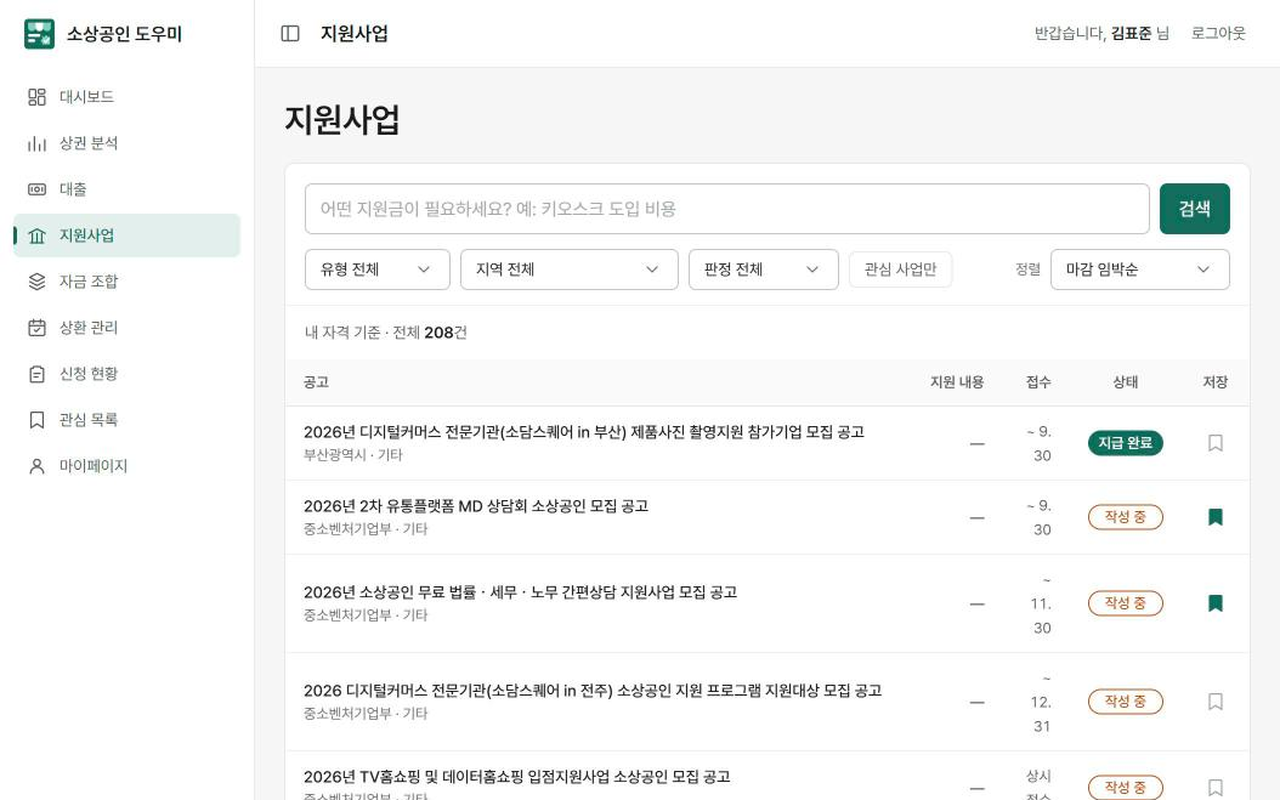 소상공인 도우미
지원사업
반갑습니다, 김표준 님
로그아웃
대시보드
상권 분석
대출
지원사업
자금 조합
상환 관리
신청 현황
관심 목록
마이페이지
지원사업
어떤 지원금이 필요하세요? 예: 키오스크 도입 비용
검색
유형 전체
지역 전체
판정 전체
관심 사업만
정렬
마감 임박순
내 자격 기준 · 전체 208건
공고
지원 내용
접수
상태
저장
2026년 디지털커머스 전문기관(소담스퀘어 in 부산) 제품사진 촬영지원 참가기업 모집 공고
부산광역시 · 기타
—
~ 9.
30
지급 완료
2026년 2차 유통플랫폼 MD 상담회 소상공인 모집 공고
중소벤처기업부 · 기타
—
~ 9.
30
작성 중
2026년 소상공인 무료 법률 · 세무 · 노무 간편상담 지원사업 모집 공고
중소벤처기업부 · 기타
—
~
11.
30
작성 중
2026 디지털커머스 전문기관(소담스퀘어 in 전주) 소상공인 지원 프로그램 지원대상 모집 공고
중소벤처기업부 · 기타
—
~
12.
31
작성 중
2026년 TV홈쇼핑 및 데이터홈쇼핑 입점지원사업 소상공인 모집 공고
중소벤처기업부 · 기타
—
상시
접수
작성 중